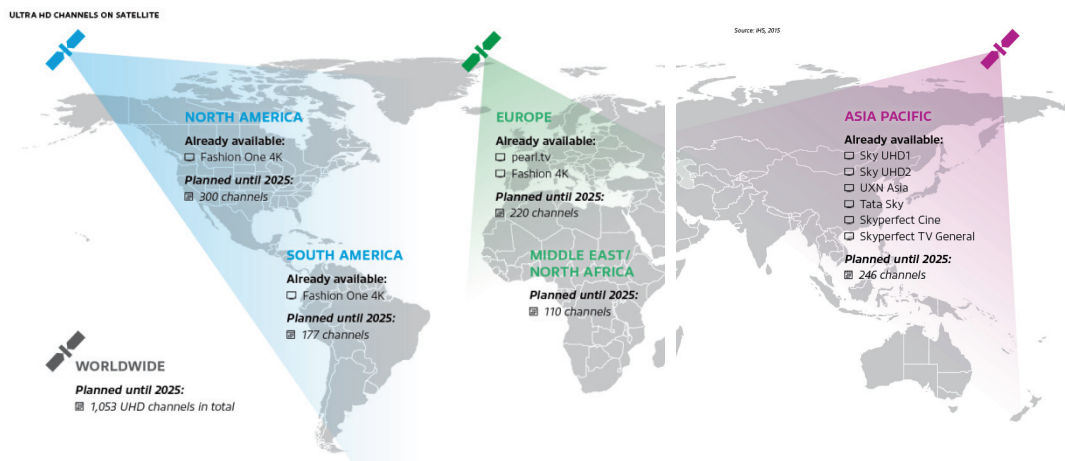 ULTRA HD CHANNELS ON SATELLITE
Source: IHS, 2015
NORTH AMERICA
Already available:
Fashion One 4K
Planned until 2025:
300 channels
SOUTH AMERICA
Already available:
Fashion One 4K
Planned until 2025:
177 channels
WORLDWIDE
Planned until 2025:
1,053 UHD channels in total
EUROPE
Already available:
pearl.tv
Fashion 4K
Planned until 2025:
220 channels
MIDDLE EAST/
NORTH AFRICA
Planned until 2025:
110 channels
ASIA PACIFIC
Already available:
Sky UHD1
Sky UHD2
UXN Asia
Tata Sky
Skyperfect Cine
Skyperfect TV General
Planned until 2025:
246 channels